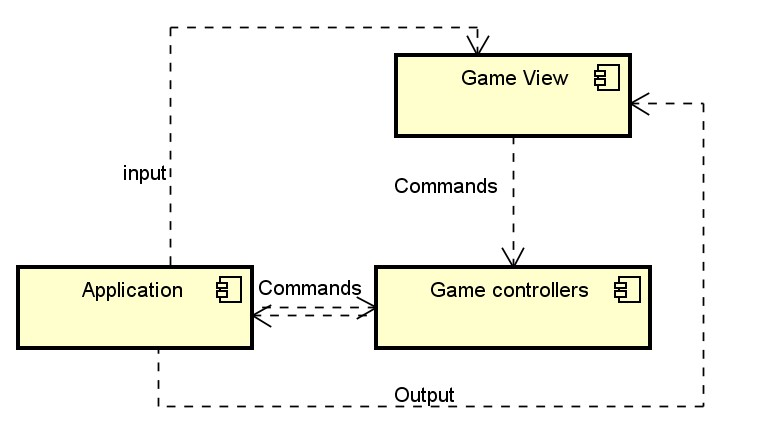 Game View
input
Commands
Application
Commands
Game controllers
Output